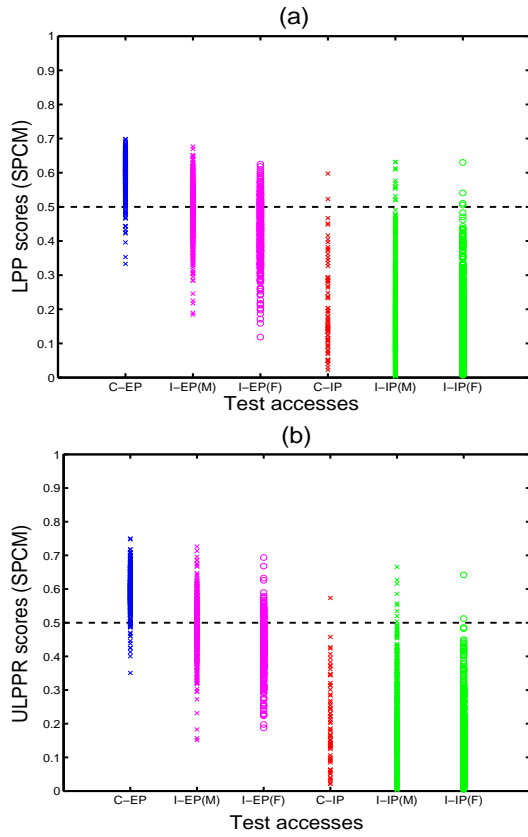 (a)
1
0.9
0.8
0.7
0.6
0.5
0.4
0.3
0.2
0.1
0
LPP scores (SPCM)
C−EP I−EP(M) I−EP(F) C−IP I−IP(M) I−IP(F)
Test accesses
(b)
1
0.9
0.8
0.7
0.6
0.5
0.4
0.3
0.2
0.1
0
ULPPR scores (SPCM)
C−EP I−EP(M) I−EP(F) C−IP I−IP(M) I−IP(F)
Test accesses